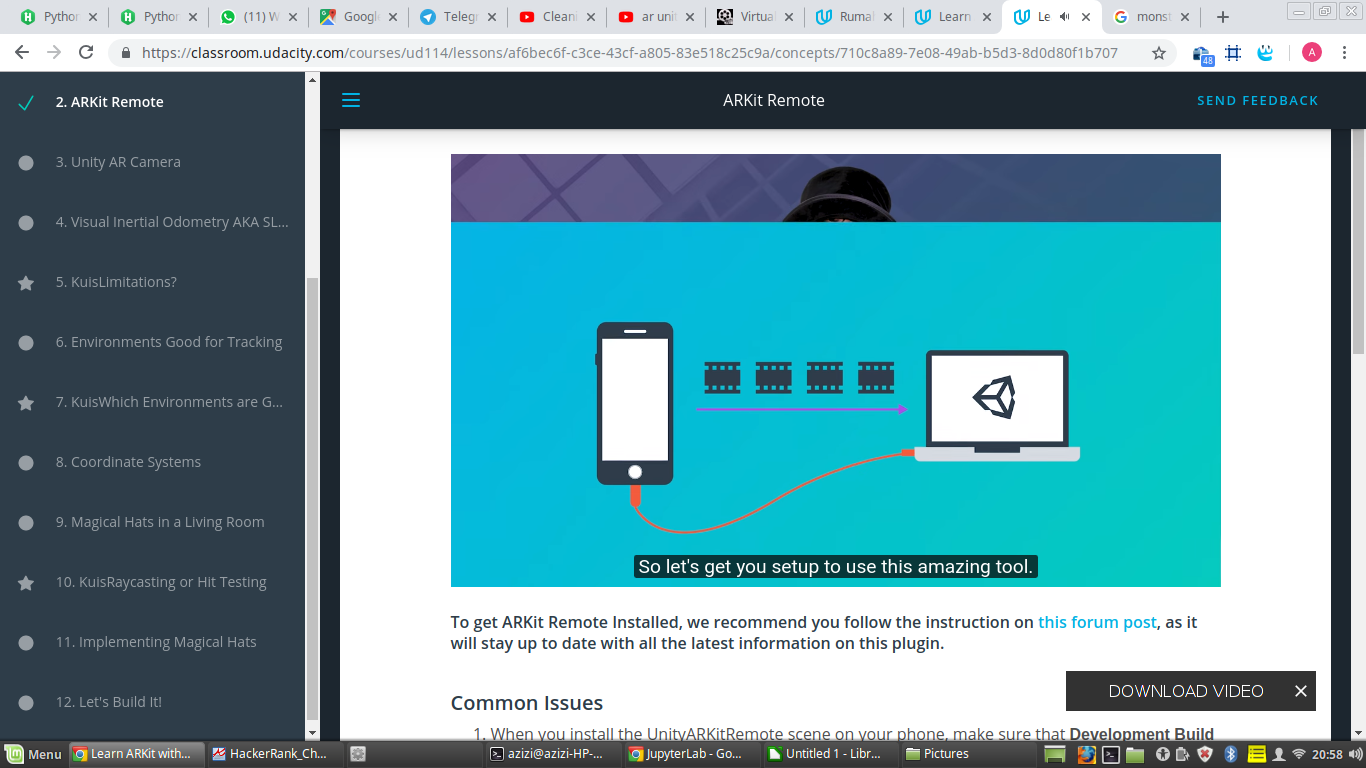 Python
Python
(11) W
Google
Telegr
Cleani
ar unit
Virtual
Rumah
Learn
Le
monst
https://classroom.udacity.com/courses/ud114/lessons/af6bec6f-c3ce-43cf-a805-83e518c25c9a/concepts/710c8a89-7e08-49ab-b5d3-8d0d80f1b707
48
A
2. ARKit Remote
3. Unity AR Camera
4. Visual Inertial Odometry AKA SL...
5. KuisLimitations?
6. Environments Good for Tracking
7. KuisWhich Environments are G...
8. Coordinate Systems
9. Magical Hats in a Living Room
10. KuisRaycasting or Hit Testing
11. Implementing Magical Hats
12. Let's Build It!
ARKit Remote
SEND FEEDBACK
So let's get you setup to use this amazing tool.
To get ARKit Remote Installed, we recommend you follow the instruction on this forum post, as it
will stay up to date with all the latest information on this plugin.
Common Issues
1. When you install the UnityARKitRemote scene on your phone, make sure that Development Build
DOWNLOAD VIDEO
Menu
Learn ARKit with...
HackerRank_Ch...
azizi@azizi-HP-...
JupyterLab - Go...
Untitled 1 - Libr...
Pictures
20:58